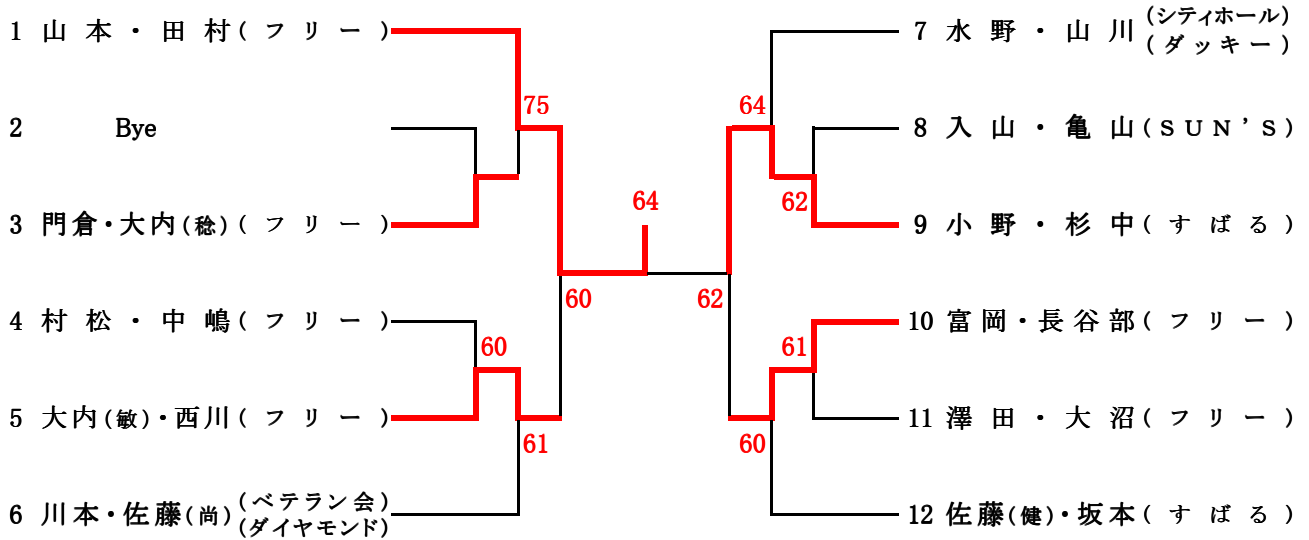 1 山本・田村(フリー)
75
2 Bye
3 門倉・大内(稔)(フリー)
4 村松・中嶋(フリー)
60
5 大内(敏)・西川(フリー)
61
6 川本・佐藤(尚)(ベテラン会)
(ダイヤモンド)
60
64
62
7 水野・山川(シティホール)
(ダッキー)
64
8 入山・亀山(SUN'S)
62
9 小野・杉中(すばる)
10 富岡・長谷部(フリー)
61
11 澤田・大沼(フリー)
60
12 佐藤(健)・坂本(すばる)